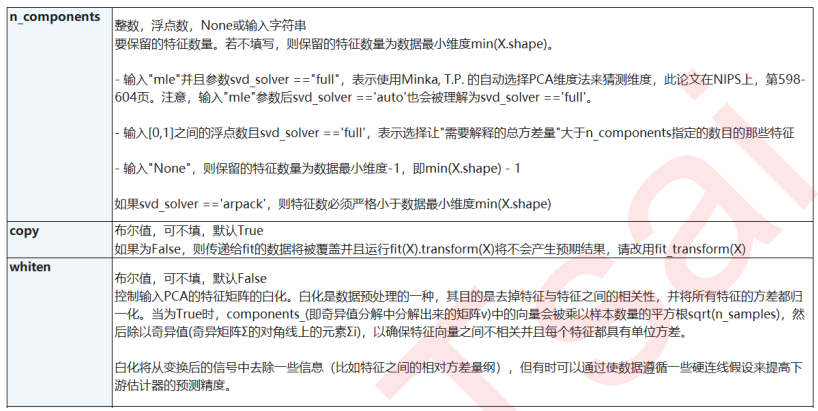 n_components
整数，浮点数，None或输入字符串
要保留的特征数量。若不填写，则保留的特征数量为数据最小维度min(X.shape)。
- 输入"mle"并且参数svd_solver =="full"，表示使用Minka, T.P. 的自动选择PCA维度法来猜测维度，此论文在NIPS上，第598-
604页。注意，输入"mle"参数后svd_solver =='auto'也会被理解为svd_solver =='full'。
- 输入[0,1]之间的浮点数且svd_solver =='full'，表示选择让"需要解释的总方差量"大于n_components指定的数目的那些特征
- 输入"None"，则保留的特征数量为数据最小维度-1，即min(X.shape) - 1
如果svd_solver =='arpack'，则特征数必须严格小于数据最小维度min(X.shape)
copy
布尔值，可不填，默认True
如果为False，则传递给fit的数据将被覆盖并且运行fit(X).transform(X)将不会产生预期结果，请改用fit_transform(X)
whiten
布尔值，可不填，默认False
控制输入PCA的特征矩阵的白化。白化是数据预处理的一种，其目的是去掉特征与特征之间的相关性，并将所有特征的方差都归
一化。当为True时，components_(即奇异值分解中分解出来的矩阵v)中的向量会被乘以样本数量的平方根sqrt(n_samples)，然
后除以奇异值(奇异矩阵Σ的对角线上的元素Σi)，以确保特征向量之间不相关并且每个特征都具有单位方差。
白化将从变换后的信号中去除一些信息（比如特征之间的相对方差量纲），但有时可以通过使数据遵循一些硬连线假设来提高下
游估计器的预测精度。
Tsai